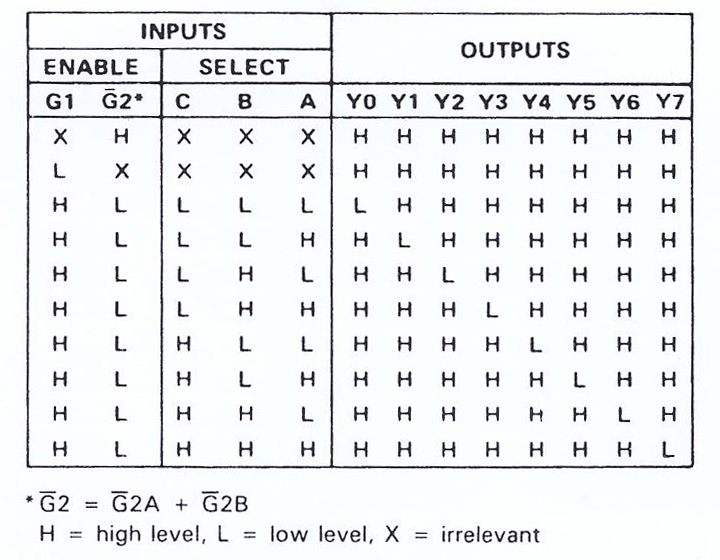 INPUTS OUTPUTS
ENABLE SELECT
G1 G̅2* C B A Y0 Y1 Y2 Y3 Y4 Y5 Y6 Y7
X H X X X H H H H H H H H
L X X X X H H H H H H H H
H L L L L L H H H H H H H
H L L L H H L H H H H H H
H L L H L H H L H H H H H
H L L H H H H H L H H H H
H L H L L H H H H L H H H
H L H L H H H H H H L H H
H L H H L H H H H H H L H
H L H H H H H H H H H H L
*G̅2 = G̅2A + G̅2B
H = high level, L = low level, X = irrelevant